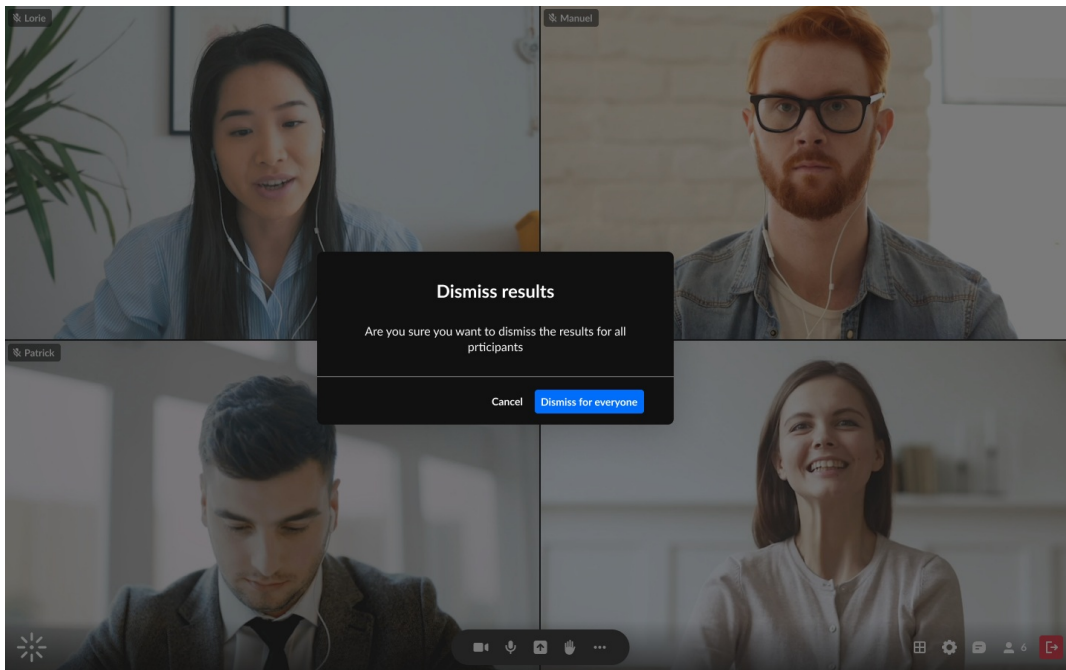 Lorie
Manuel
Dismiss results
Are you sure you want to dismiss the results for all
prticipants
Patrick
Cancel
Dismiss for everyone
6